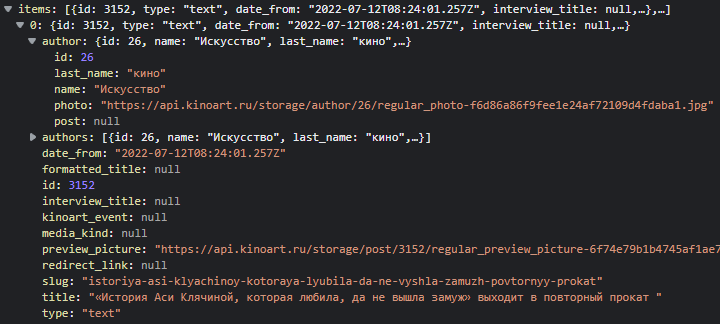 items: [{id: 3152, type: "text", date_from: "2022-07-12T08:24:01.257Z", interview_title: null,…},…]
0: {id: 3152, type: "text", date_from: "2022-07-12T08:24:01.257Z", interview_title: null,…}
author: {id: 26, name: "Искусство", last_name: "кино",…}
id: 26
last_name: "кино"
name: "Искусство"
photo: "https://api.kinoart.ru/storage/author/26/regular_photo-f6d86a86f9fee1e24af72109d4fdaba1.jpg"
post: null
authors: [{id: 26, name: "Искусство", last_name: "кино",…}]
date_from: "2022-07-12T08:24:01.257Z"
formatted_title: null
id: 3152
interview_title: null
kinoart_event: null
media_kind: null
preview_picture: "https://api.kinoart.ru/storage/post/3152/regular_preview_picture-6f74e79b1b4745af1ae7
redirect_link: null
slug: "istoriya-asi-klyachinoy-kotoraya-lyubila-da-ne-vyshla-zamuzh-povtornyy-prokat"
title: "«История Аси Клячиной, которая любила, да не вышла замуж» выходит в повторный прокат "
type: "text"